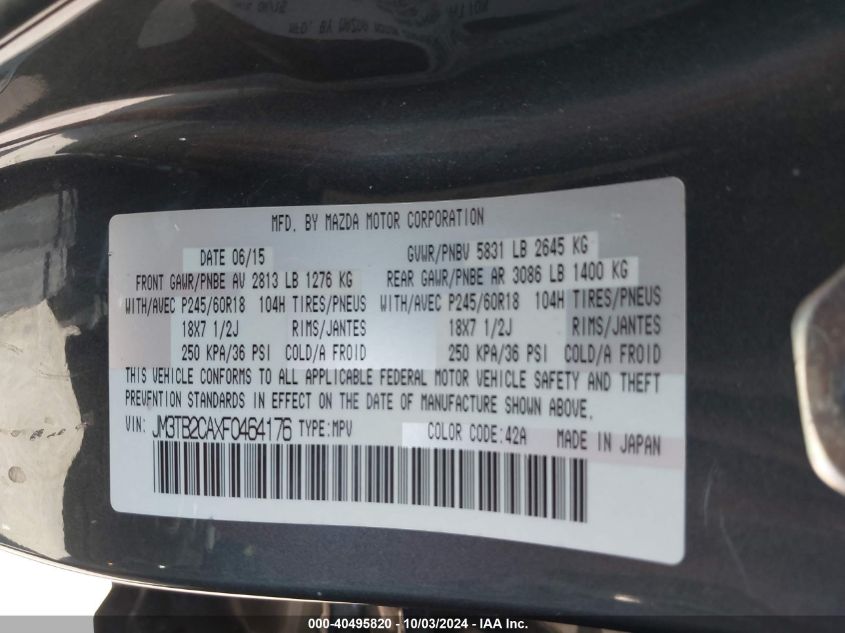 MFD. BY MAZDA MOTOR CORPORATION
DATE 06/15 GVWR/PNBV 5831 LB 2645 KG
FRONT GAWR/PNBE AV 2813 LB 1276 KG REAR GAWR/PNBE AR 3086 LB 1400 KG
WITH/AVEC P245/60R18 104H TIRES/PNEUS WITH/AVEC P245/60R18 104H TIRES/PNEUS
18X7 1/2J RIMS/JANTES 18X7 1/2J RIMS/JANTES
250 KPA/36 PSI COLD/A FROID 250 KPA/36 PSI COLD/A FROID
THIS VEHICLE CONFORMS TO ALL APPLICABLE FEDERAL MOTOR VEHICLE SAFETY AND THEFT
PREVENTION STANDARDS IN EFFECT ON THE DATE OF MANUFACTURE SHOWN ABOVE.
VIN: JM3TB2CAXF0464176 TYPE:MPV COLOR CODE:42A MADE IN JAPAN
000-40495820 - 10/03/2024 - IAA Inc.